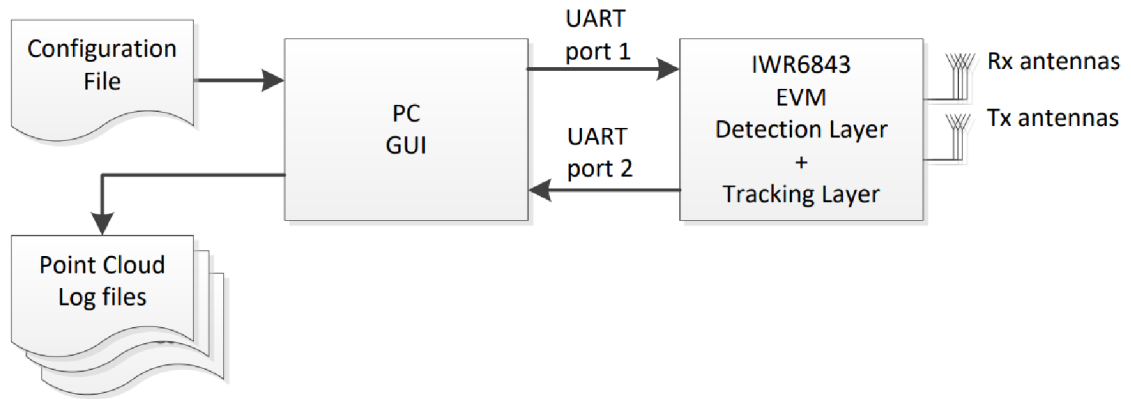 Configuration
File
PC
GUI
UART
port 1
UART
port 2
IWR6843
EVM
Detection Layer
+
Tracking Layer
Rx antennas
Tx antennas
Point Cloud
Log files